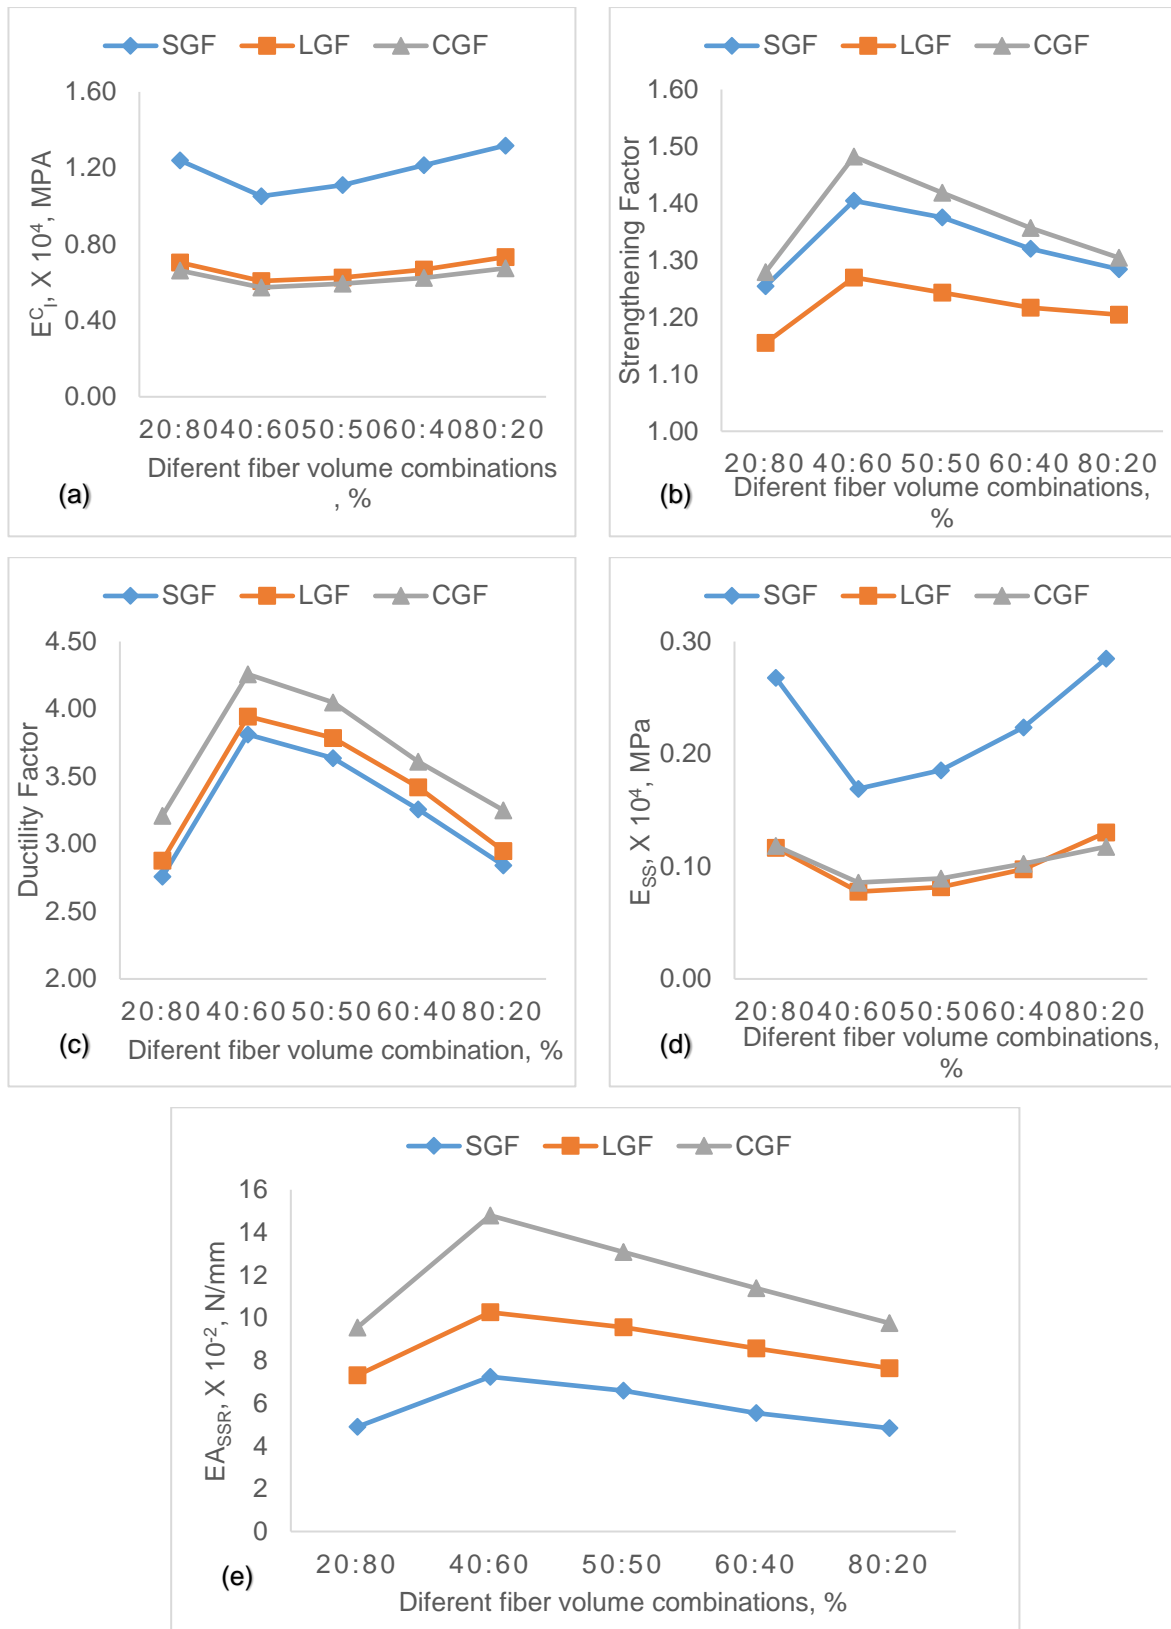 SGF LGF CGF
1.60
1.20
0.80
0.40
0.00
E^C_I, X 10^4, MPA
20:80 40:60 50:50 60:40 80:20
Diferent fiber volume combinations
, %
(a)
SGF LGF CGF
1.60
1.50
1.40
1.30
1.20
1.10
1.00
Strengthening Factor
20:80 40:60 50:50 60:40 80:20
Diferent fiber volume combinations,
%
(b)
SGF LGF CGF
4.50
4.00
3.50
3.00
2.50
2.00
Ductility Factor
20:80 40:60 50:50 60:40 80:20
Diferent fiber volume combination, %
(c)
SGF LGF CGF
0.30
0.20
0.10
0.00
E_SS, X 10^4, MPa
20:80 40:60 50:50 60:40 80:20
Diferent fiber volume combinations,
%
(d)
SGF LGF CGF
16
14
12
10
8
6
4
2
0
EA_SSR, X 10^-2, N/mm
20:80 40:60 50:50 60:40 80:20
Diferent fiber volume combinations, %
(e)